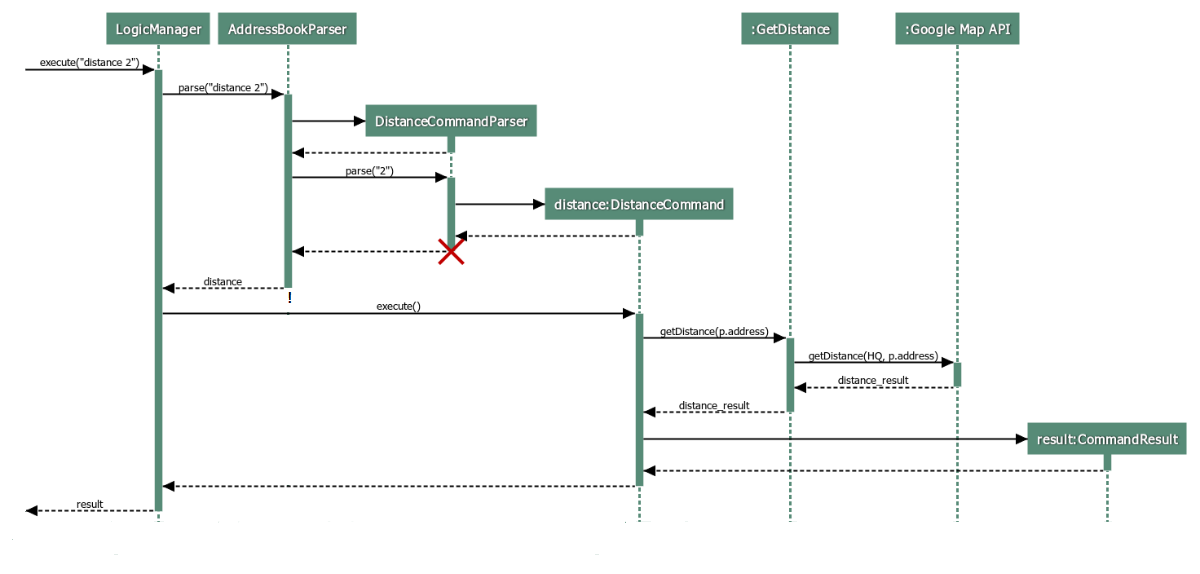 LogicManager
AddressBookParser
:GetDistance
:Google Map API
execute("distance 2")
parse("distance 2")
DistanceCommandParser
parse("2")
distance:DistanceCommand
distance
!
execute()
getDistance(p.address)
getDistance(HQ, p.address)
distance_result
distance_result
result:CommandResult
result